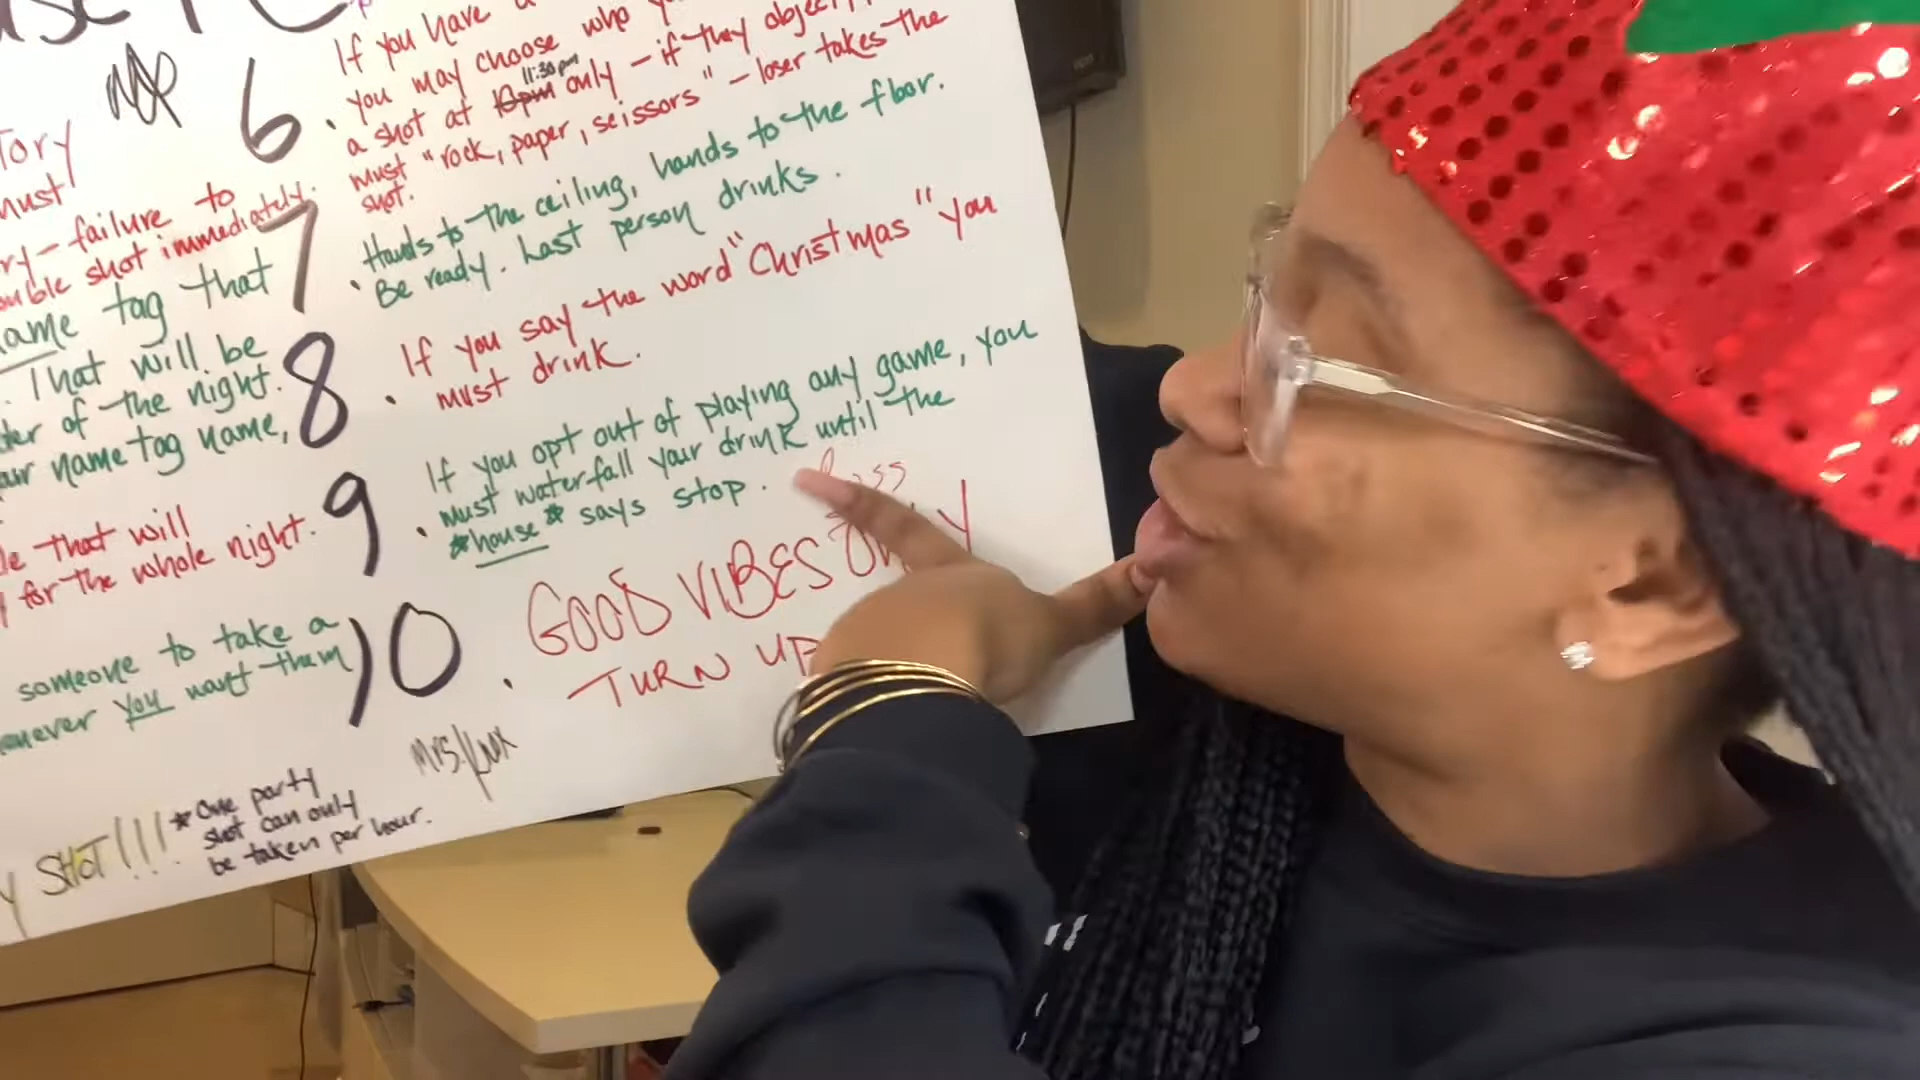 Tory
must
ry-failure to
ouble shot immediately.
ame tag that
. That will be
ter of the night.
name tag name,
le that will
for the whole night.
someone to take a
you want them
SHOT!!!
*One party
shot can only
be taken per hour.
6. If you have a
you may choose who
11:30pm
a shot at 10pm only - if they object,
must "rock, paper, scissors" - loser takes the
shot.
7. Hands to the ceiling, hands to the floor.
Be ready. Last person drinks.
8. If you say the word "Christmas" you
must drink.
9. If you opt out of playing any game, you
must waterfall your drink until the
*house* says stop.
10. GOOD VIBES
TURN UP
Mrs.